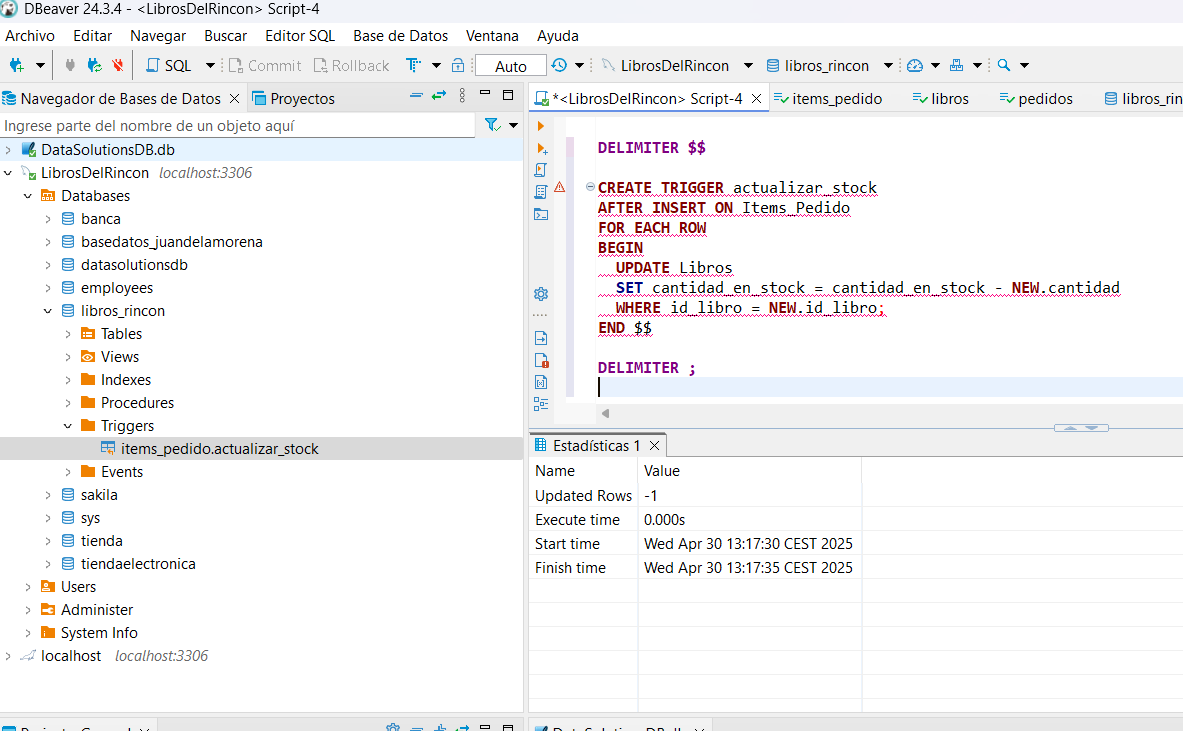 DBeaver 24.3.4 - <LibrosDelRincon> Script-4
Archivo Editar Navegar Buscar Editor SQL Base de Datos Ventana Ayuda
SQL Commit Rollback Auto LibrosDelRincon libros_rincon
Navegador de Bases de Datos Proyectos
*<LibrosDelRincon> Script-4 items_pedido libros pedidos libros_rin
Ingrese parte del nombre de un objeto aquí
DataSolutionsDB.db
LibrosDelRincon localhost:3306
Databases
banca
basedatos_juandelamorena
datasolutionsdb
employees
libros_rincon
Tables
Views
Indexes
Procedures
Triggers
items_pedido.actualizar_stock
Events
sakila
sys
tienda
tiendaelectronica
Users
Administer
System Info
localhost localhost:3306
DELIMITER $$
CREATE TRIGGER actualizar_stock
AFTER INSERT ON Items_Pedido
FOR EACH ROW
BEGIN
UPDATE Libros
SET cantidad_en_stock = cantidad_en_stock - NEW.cantidad
WHERE id_libro = NEW.id_libro;
END $$
DELIMITER ;
Estadísticas 1
Name Value
Updated Rows -1
Execute time 0.000s
Start time Wed Apr 30 13:17:30 CEST 2025
Finish time Wed Apr 30 13:17:35 CEST 2025